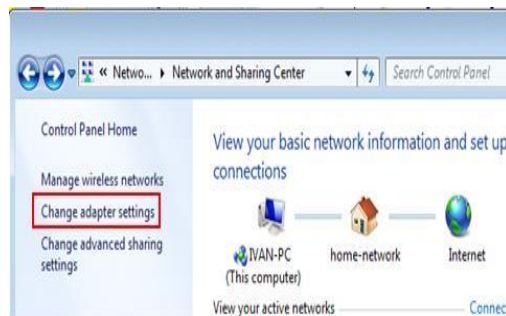 « Netwo... ▸ Network and Sharing Center
Search Control Panel
Control Panel Home
Manage wireless networks
Change adapter settings
Change advanced sharing
settings
View your basic network information and set up
connections
IVAN-PC
(This computer)
home-network
Internet
View your active networks
Connec